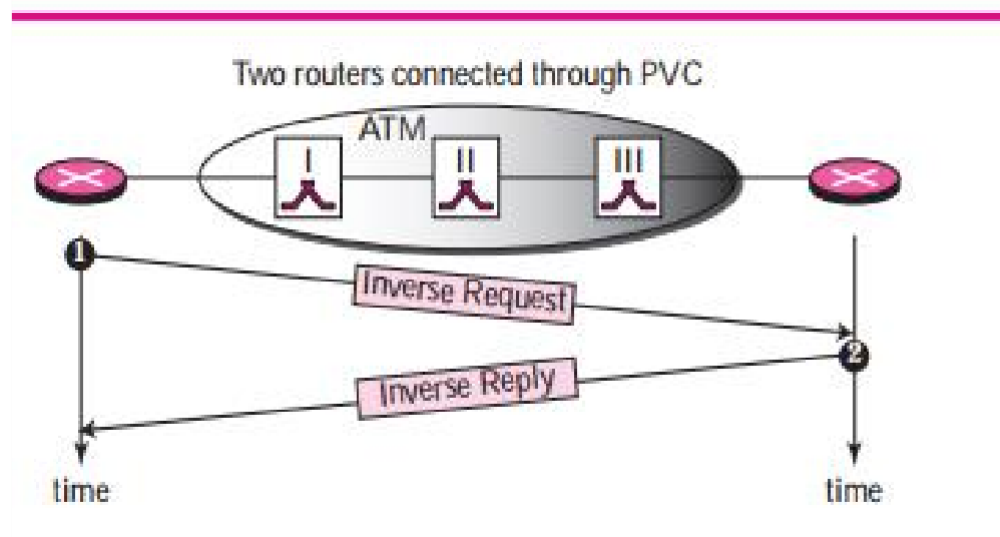 Two routers connected through PVC
ATM
I
II
III
1
Inverse Request
2
Inverse Reply
time
time